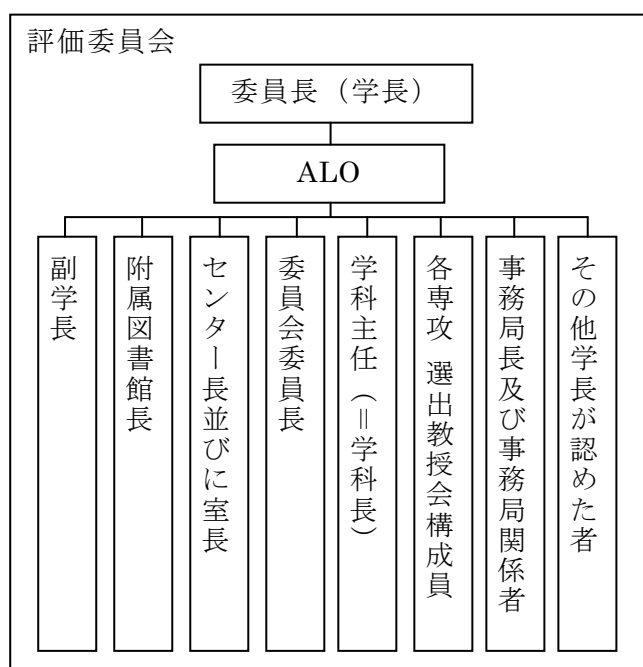 評価委員会
委員長（学長）
ALO
副学長
附属図書館長
センター長並びに室長
委員会委員長
学科主任（＝学科長）
各専攻 選出教授会構成員
事務局長及び事務局関係者
その他学長が認めた者